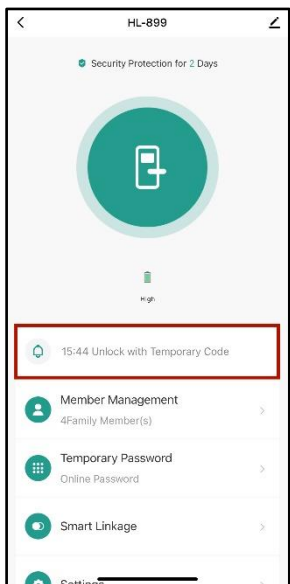 HL-899
Security Protection for 2 Days
High
15:44 Unlock with Temporary Code
Member Management
4Family Member(s)
Temporary Password
Online Password
Smart Linkage
Settings